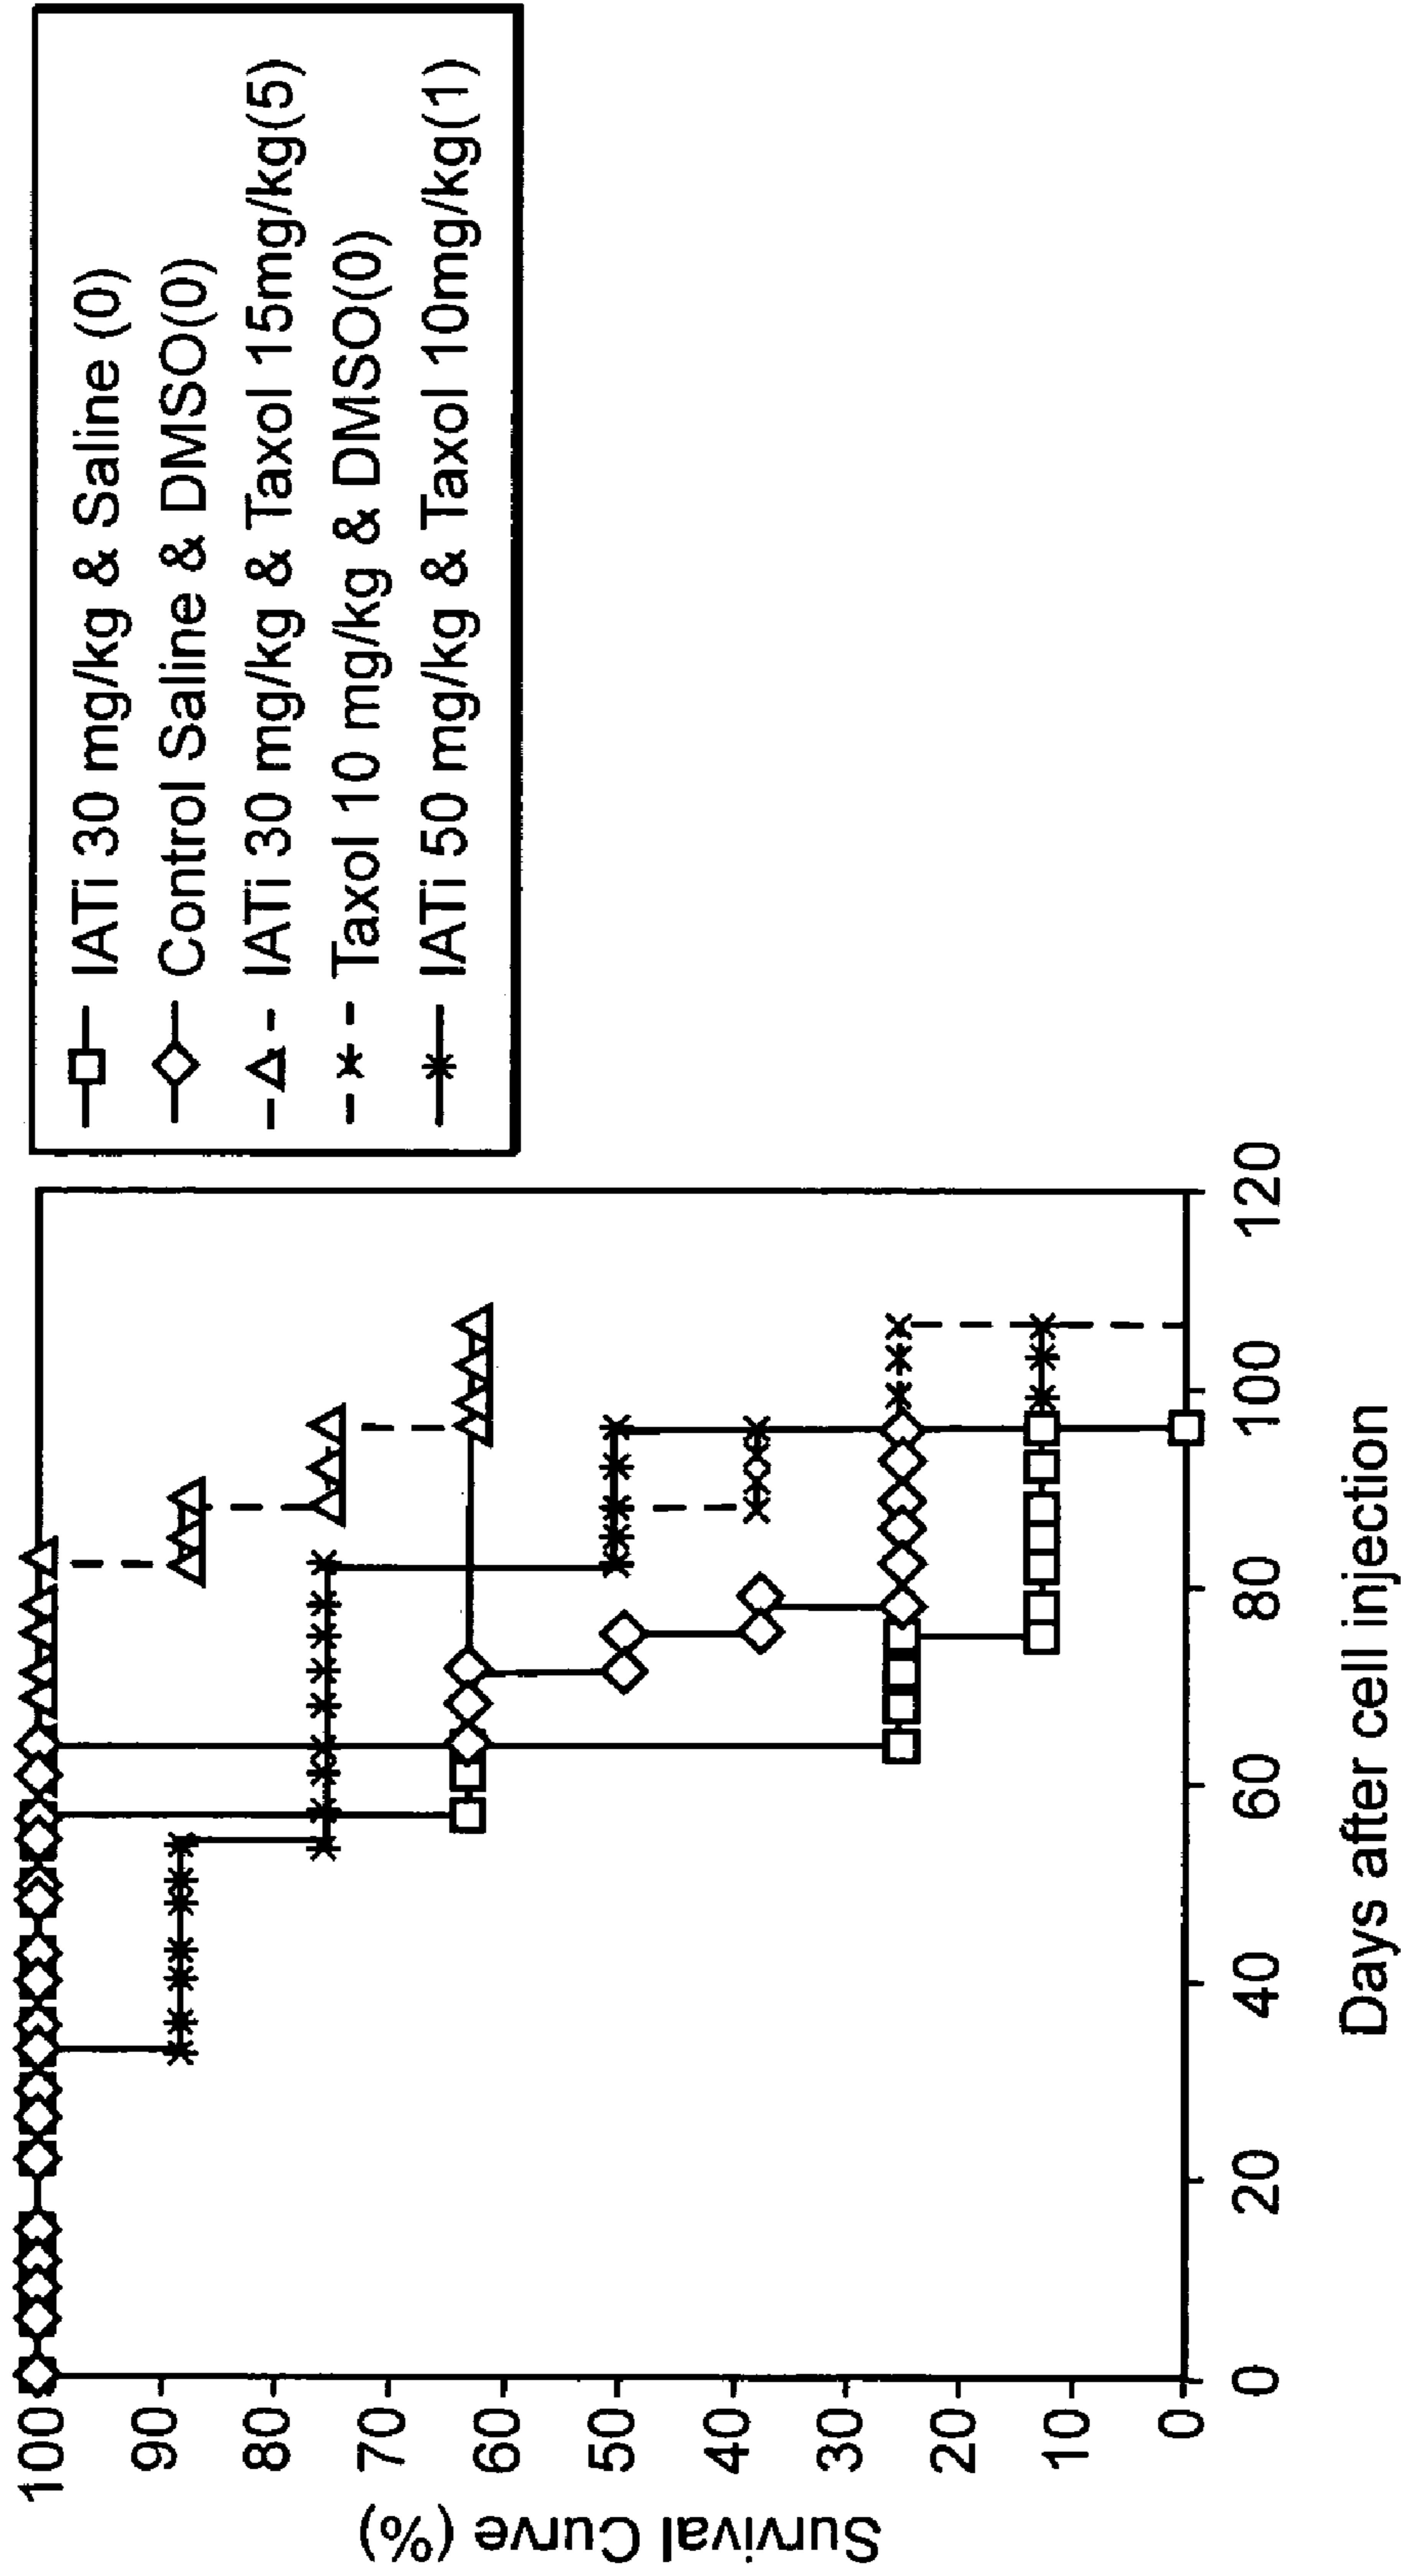 IATi 30 mg/kg & Saline (0)
Control Saline & DMSO(0)
IATi 30 mg/kg & Taxol 15mg/kg(5)
Taxol 10 mg/kg & DMSO(0)
IATi 50 mg/kg & Taxol 10mg/kg(1)
Survival Curve (%)
100
90
80
70
60
50
40
30
20
10
0
0 20 40 60 80 100 120
Days after cell injection